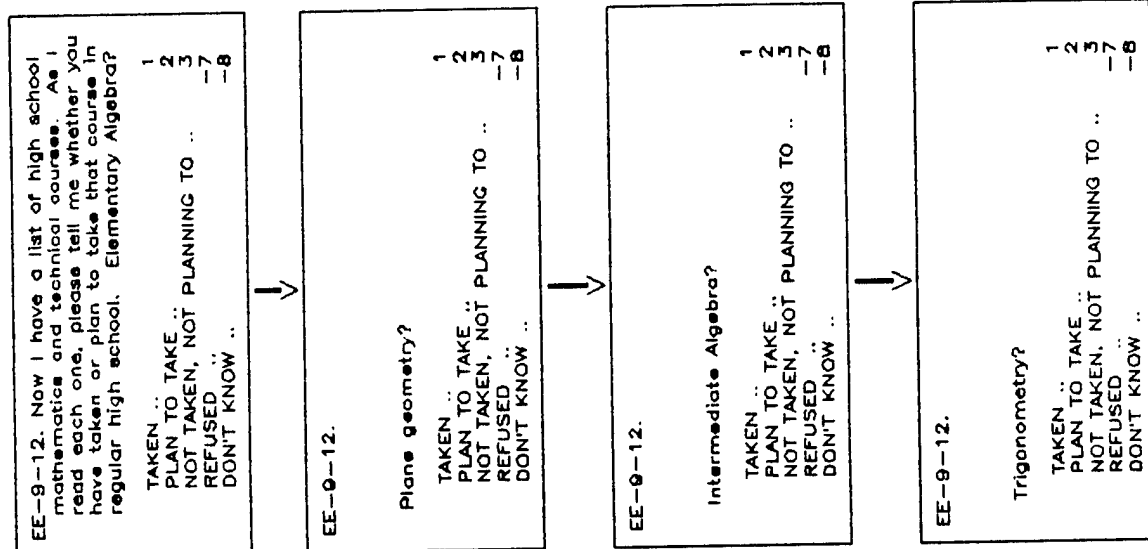 EE-9-12. Now I have a list of high school
mathematics and technical courses. As I
read each one, please tell me whether you
have taken or plan to take that course in
regular high school. Elementary Algebra?
TAKEN .. 1
PLAN TO TAKE .. 2
NOT TAKEN, NOT PLANNING TO .. 3
REFUSED .. -7
DON'T KNOW .. -8
EE-9-12.
Plane geometry?
TAKEN .. 1
PLAN TO TAKE .. 2
NOT TAKEN, NOT PLANNING TO .. 3
REFUSED .. -7
DON'T KNOW .. -8
EE-9-12.
Intermediate Algebra?
TAKEN .. 1
PLAN TO TAKE .. 2
NOT TAKEN, NOT PLANNING TO .. 3
REFUSED .. -7
DON'T KNOW .. -8
EE-9-12.
Trigonometry?
TAKEN .. 1
PLAN TO TAKE .. 2
NOT TAKEN, NOT PLANNING TO .. 3
REFUSED .. -7
DON'T KNOW .. -8